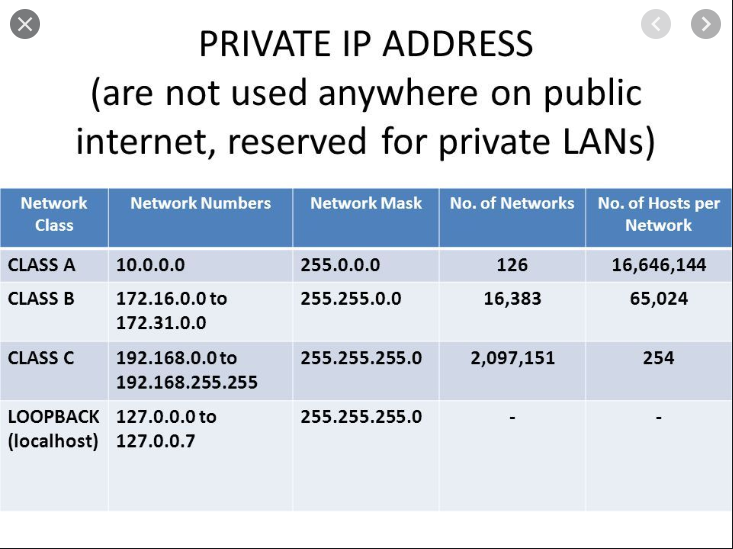 PRIVATE IP ADDRESS
(are not used anywhere on public
internet, reserved for private LANs)
Network Class Network Numbers Network Mask No. of Networks No. of Hosts per Network
CLASS A 10.0.0.0 255.0.0.0 126 16,646,144
CLASS B 172.16.0.0 to 172.31.0.0 255.255.0.0 16,383 65,024
CLASS C 192.168.0.0 to 192.168.255.255 255.255.255.0 2,097,151 254
LOOPBACK (localhost) 127.0.0.0 to 127.0.0.7 255.255.255.0 - -